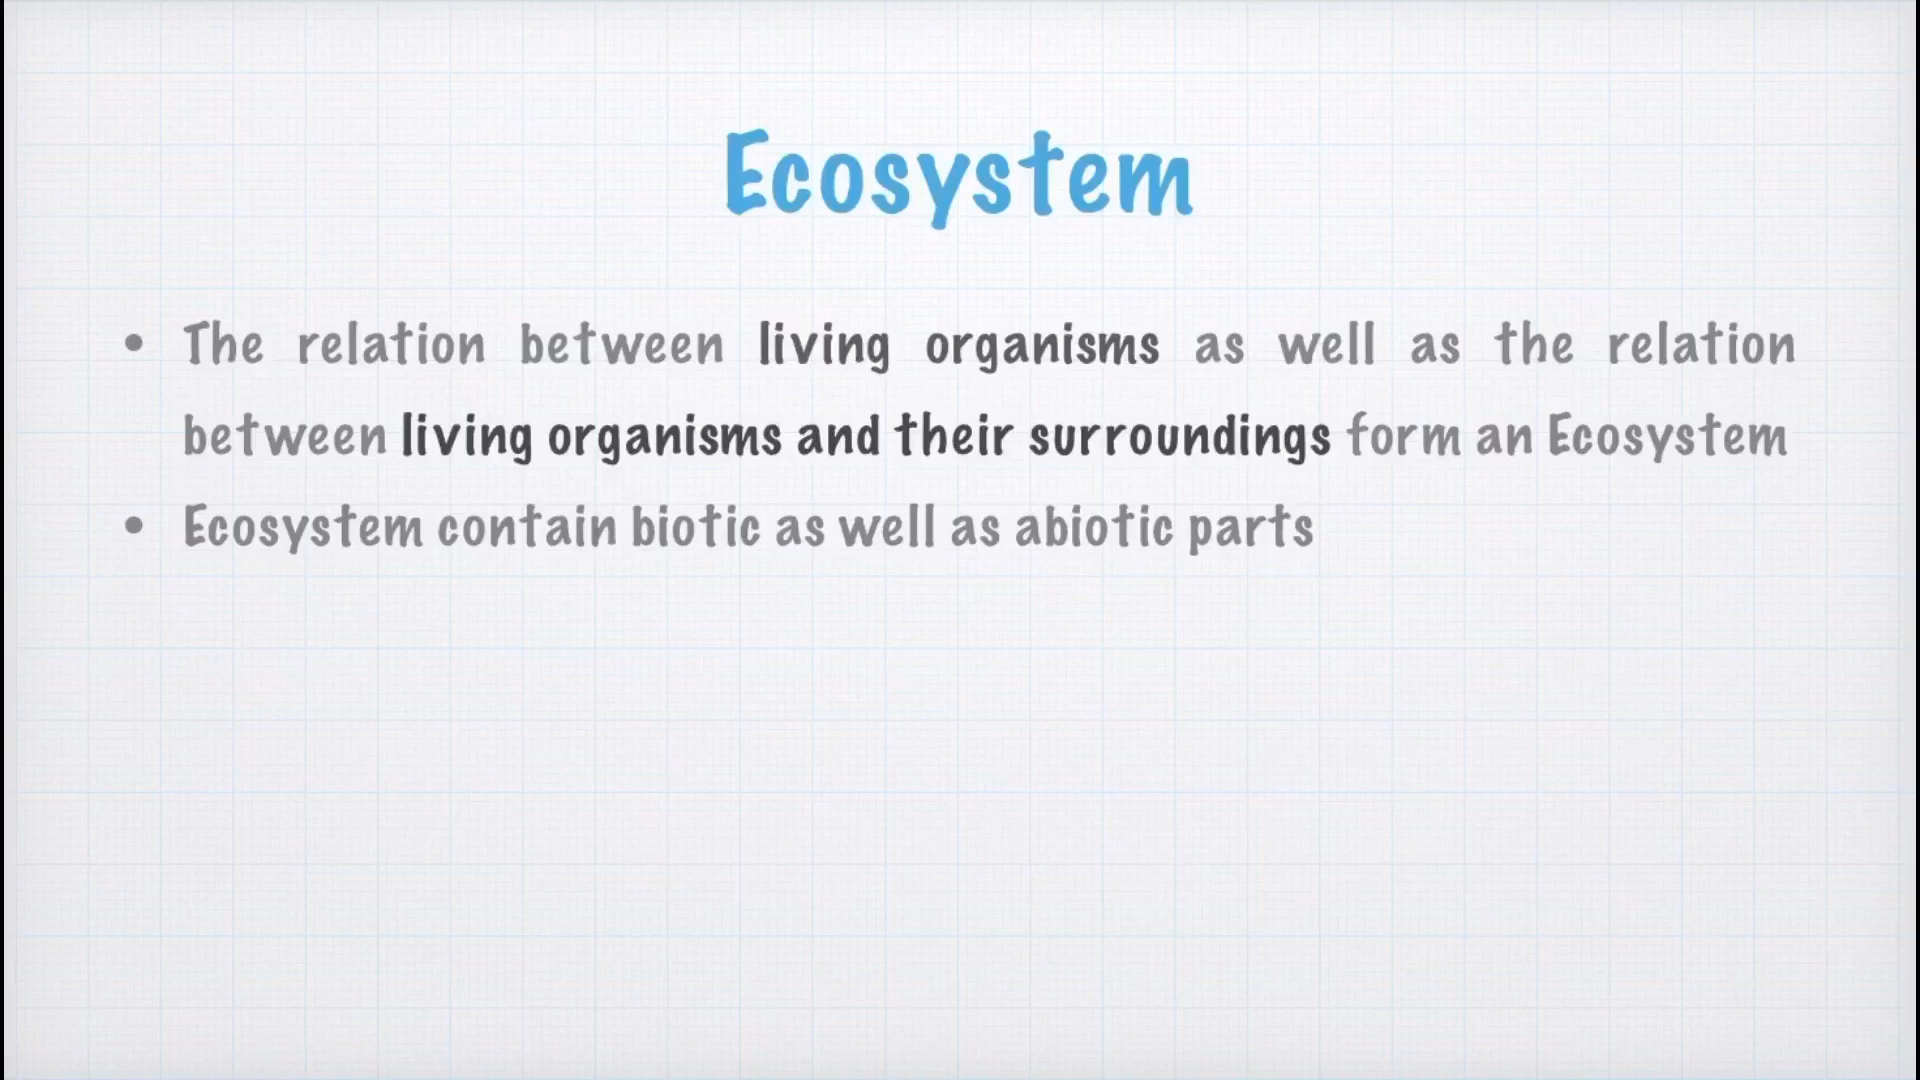 Ecosystem
• The relation between living organisms as well as the relation
between living organisms and their surroundings form an Ecosystem
• Ecosystem contain biotic as well as abiotic parts